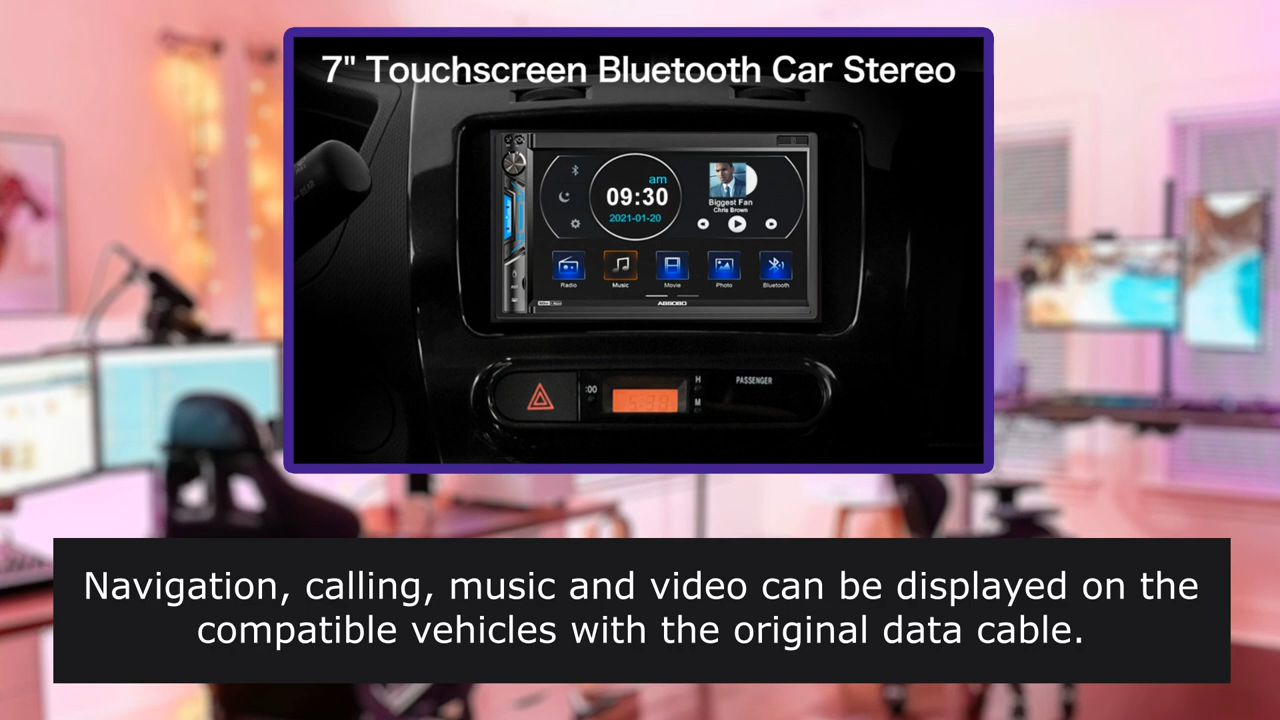 7" Touchscreen Bluetooth Car Stereo
am
09:30
2021-01-20
Biggest Fan
Chris Brown
Radio Music Movie Photo Bluetooth
:00
H
M
PASSENGER
Navigation, calling, music and video can be displayed on the
compatible vehicles with the original data cable.